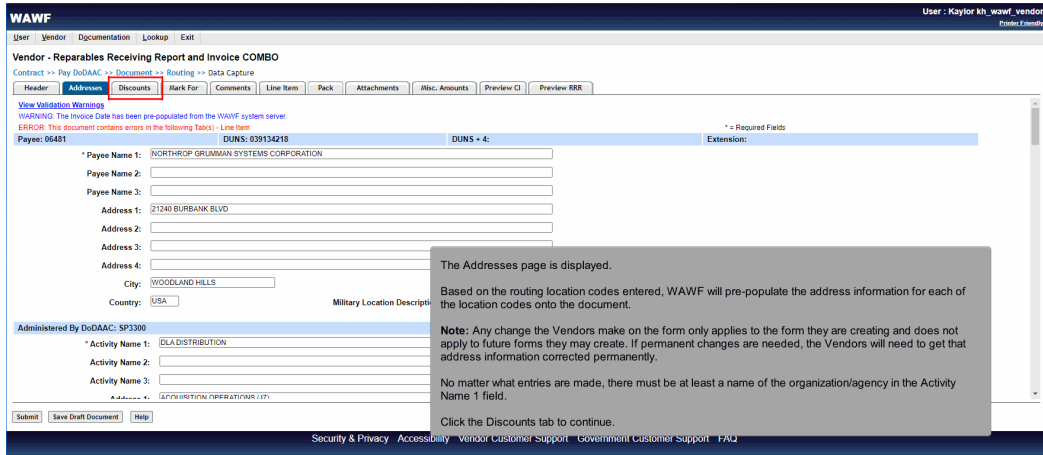 WAWF
User : Kaylor kh_wawf_vendor
Printer Friendly
User Vendor Documentation Lookup Exit
Vendor - Reparables Receiving Report and Invoice COMBO
Contract >> Pay DoDAAC >> Document >> Routing >> Data Capture
Header Addresses Discounts Mark For Comments Line Item Pack Attachments Misc. Amounts Preview CI Preview RRR
View Validation Warnings
WARNING: The Invoice Date has been pre-populated from the WAWF system server.
ERROR: This document contains errors in the following Tab(s) - Line Item
* = Required Fields
Payee: 06481 DUNS: 039134218 DUNS + 4: Extension:
* Payee Name 1: NORTHROP GRUMMAN SYSTEMS CORPORATION
Payee Name 2:
Payee Name 3:
Address 1: 21240 BURBANK BLVD
Address 2:
Address 3:
Address 4:
City: WOODLAND HILLS
Country: USA Military Location Descripti
Administered By DoDAAC: SP3300
* Activity Name 1: DLA DISTRIBUTION
Activity Name 2:
Activity Name 3:
Address 1: ACQUISITION OPERATIONS (J7)
The Addresses page is displayed.
Based on the routing location codes entered, WAWF will pre-populate the address information for each of
the location codes onto the document.
Note: Any change the Vendors make on the form only applies to the form they are creating and does not
apply to future forms they may create. If permanent changes are needed, the Vendors will need to get that
address information corrected permanently.
No matter what entries are made, there must be at least a name of the organization/agency in the Activity
Name 1 field.
Click the Discounts tab to continue.
Submit Save Draft Document Help
Security & Privacy Accessibility Vendor Customer Support Government Customer Support FAQ